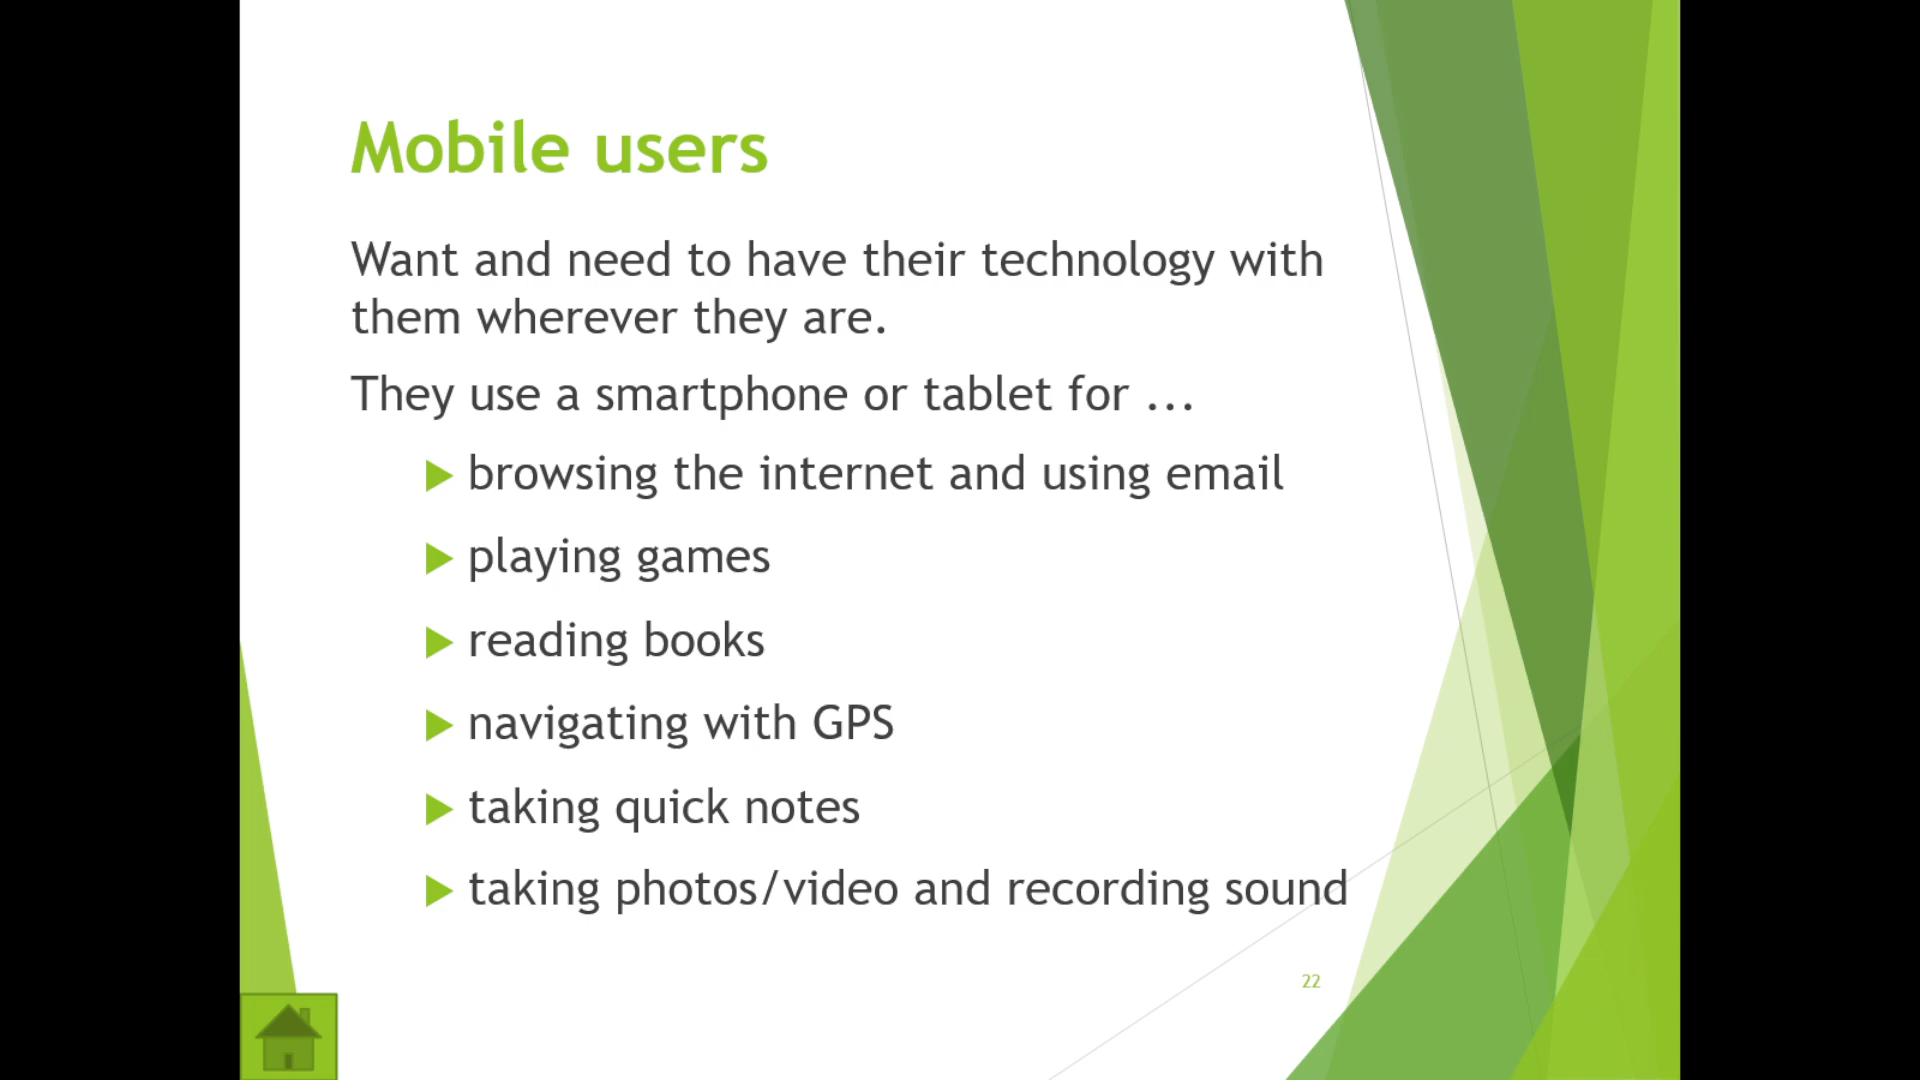 Mobile users
Want and need to have their technology with
them wherever they are.
They use a smartphone or tablet for ...
browsing the internet and using email
playing games
reading books
navigating with GPS
taking quick notes
taking photos/video and recording sound
22